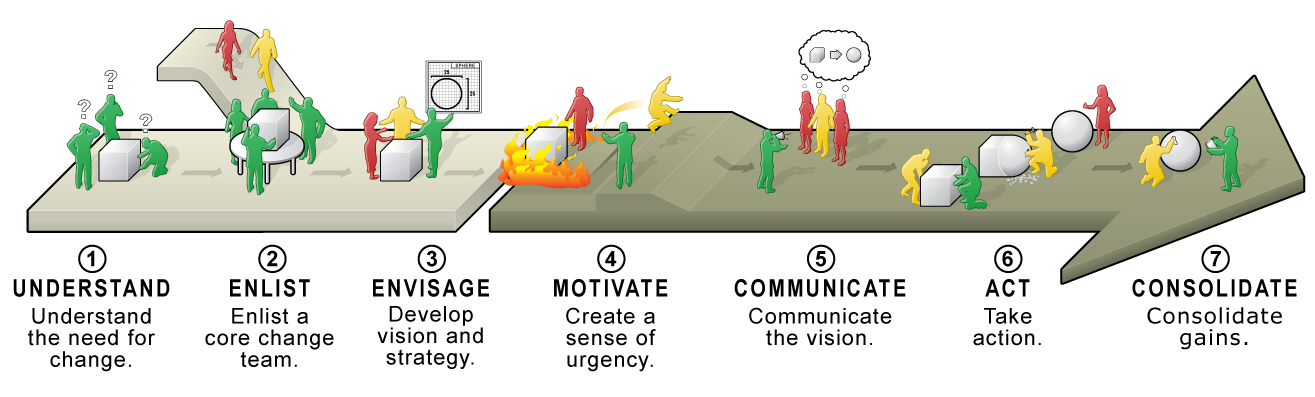 ?
?
?
SPHERE
25
25
1
UNDERSTAND
Understand
the need for
change.
2
ENLIST
Enlist a
core change
team.
3
ENVISAGE
Develop
vision and
strategy.
4
MOTIVATE
Create a
sense of
urgency.
5
COMMUNICATE
Communicate
the vision.
6
ACT
Take
action.
7
CONSOLIDATE
Consolidate
gains.